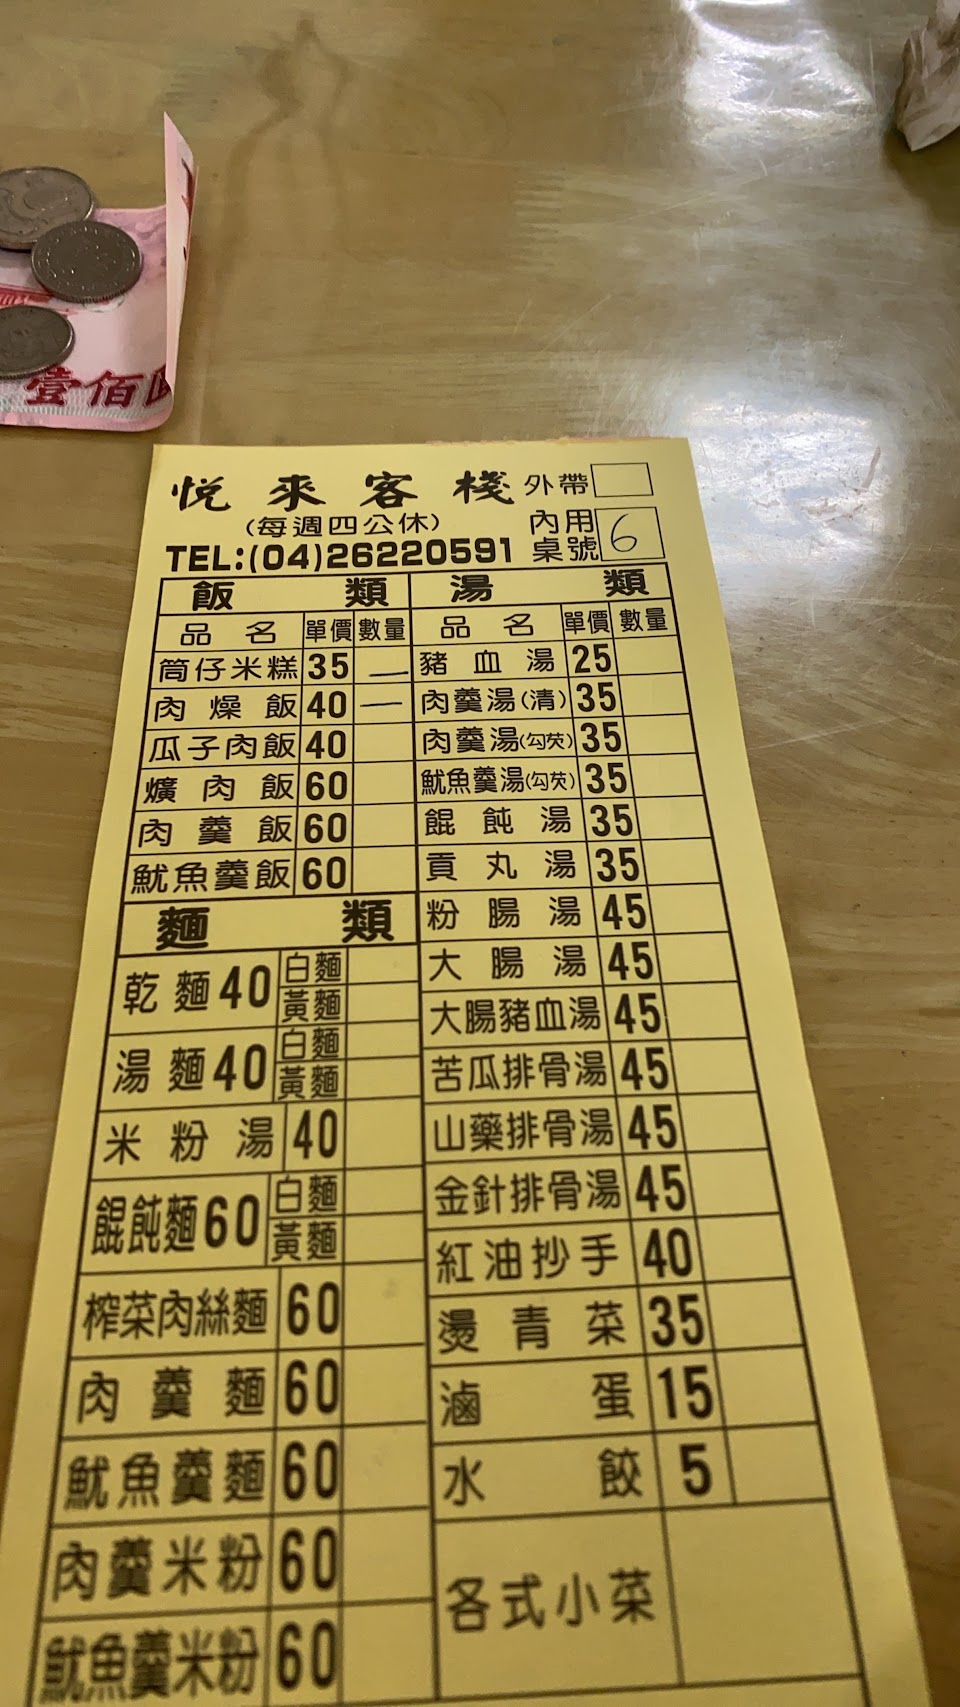 壹佰
悅來客棧 外帶
(每週四公休) 內用 桌號 6
TEL:(04)26220591
飯類
品名 單價 數量
筒仔米糕 35 一
肉燥飯 40 一
瓜子肉飯 40
爌肉飯 60
肉羹飯 60
魷魚羹飯 60
麵類
乾麵 40 白麵 黃麵
湯麵 40 白麵 黃麵
米粉湯 40
餛飩麵 60 白麵 黃麵
榨菜肉絲麵 60
肉羹麵 60
魷魚羹麵 60
肉羹米粉 60
魷魚羹米粉 60
湯類
品名 單價 數量
豬血湯 25
肉羹湯(清) 35
肉羹湯(勾芡) 35
魷魚羹湯(勾芡) 35
餛飩湯 35
貢丸湯 35
粉腸湯 45
大腸湯 45
大腸豬血湯 45
苦瓜排骨湯 45
山藥排骨湯 45
金針排骨湯 45
紅油抄手 40
燙青菜 35
滷蛋 15
水餃 5
各式小菜